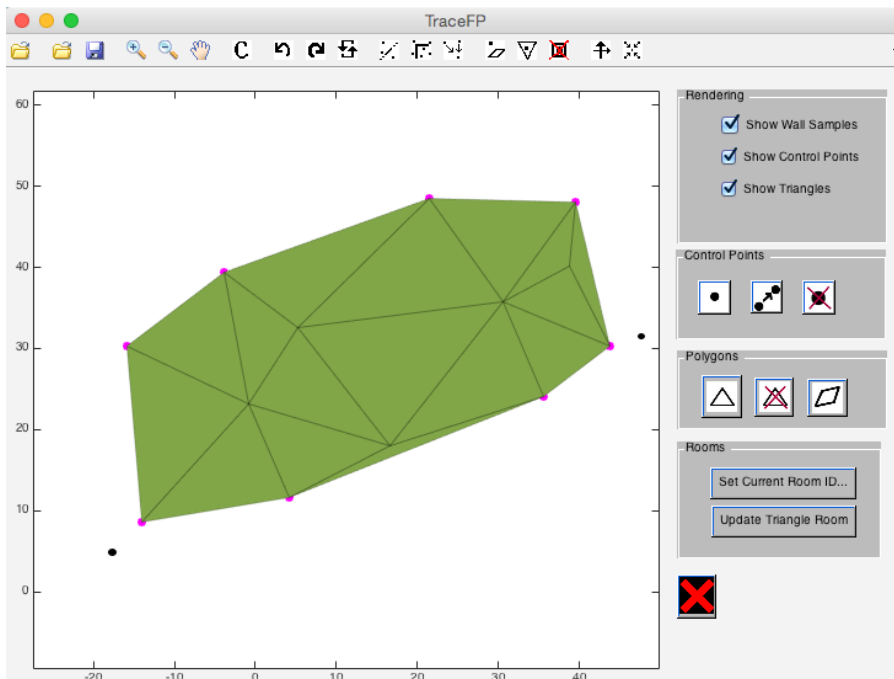 TraceFP
C
60
50
40
30
20
10
0
-20
-10
0
10
20
30
40
Rendering
Show Wall Samples
Show Control Points
Show Triangles
Control Points
Polygons
Rooms
Set Current Room ID...
Update Triangle Room